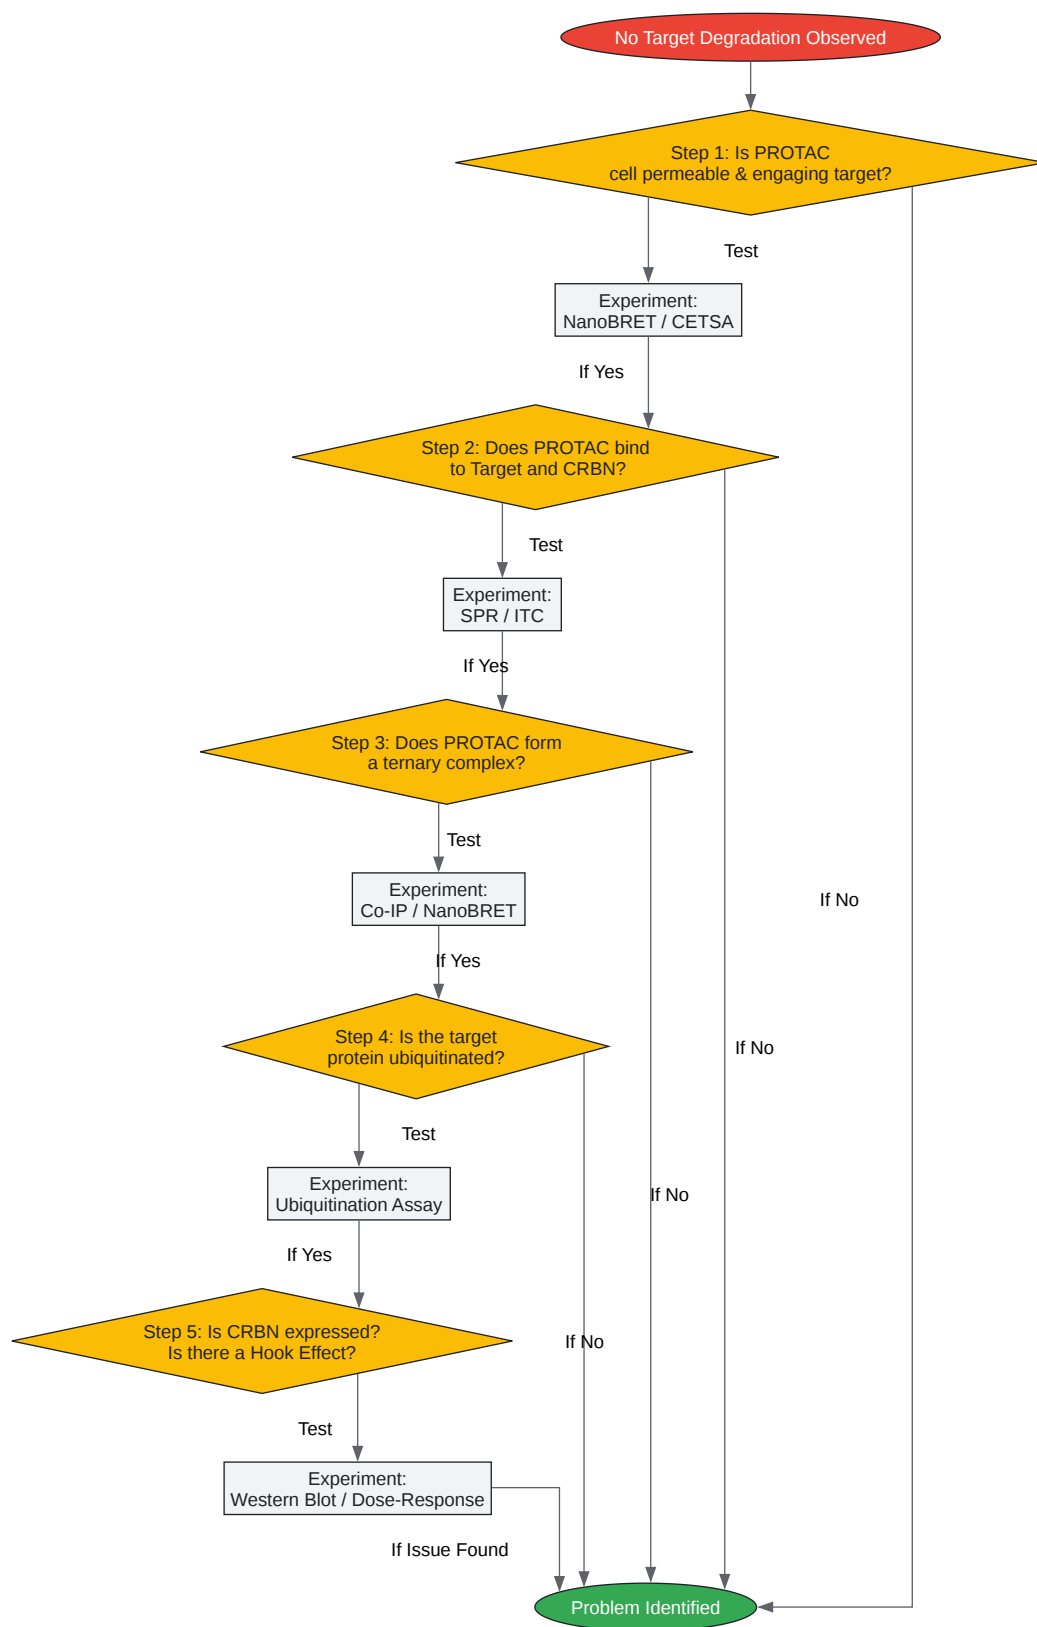 No Target Degradation Observed
Step 1: Is PROTAC
cell permeable & engaging target?
Test
Experiment:
NanoBRET / CETSA
If Yes
Step 2: Does PROTAC bind
to Target and CRBN?
Test
Experiment:
SPR / ITC
If Yes
Step 3: Does PROTAC form
a ternary complex?
Test
Experiment:
Co-IP / NanoBRET
If No
If Yes
Step 4: Is the target
protein ubiquitinated?
If No
Test
Experiment:
Ubiquitination Assay
If No
If Yes
Step 5: Is CRBN expressed?
Is there a Hook Effect?
If No
Test
Experiment:
Western Blot / Dose-Response
If Issue Found
Problem Identified